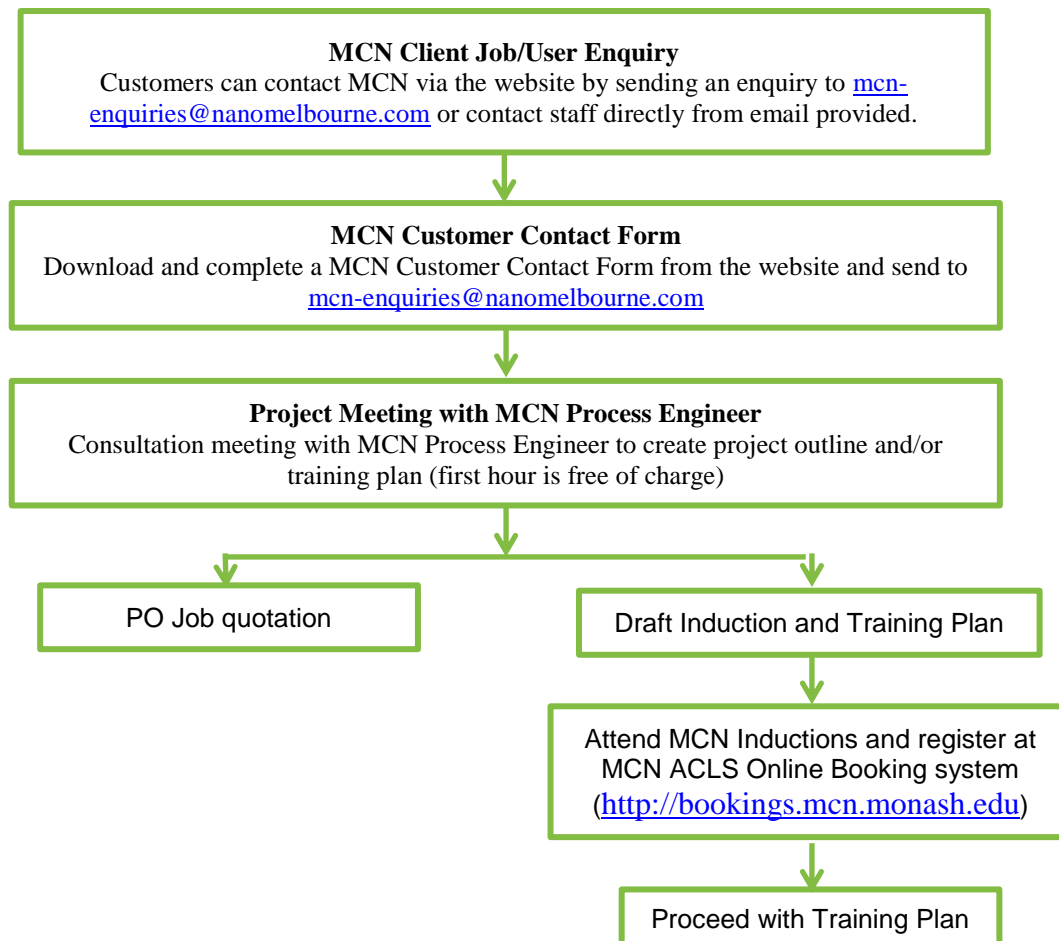 MCN Client Job/User Enquiry
Customers can contact MCN via the website by sending an enquiry to mcn-
enquiries@nanomelbourne.com or contact staff directly from email provided.
MCN Customer Contact Form
Download and complete a MCN Customer Contact Form from the website and send to
mcn-enquiries@nanomelbourne.com
Project Meeting with MCN Process Engineer
Consultation meeting with MCN Process Engineer to create project outline and/or
training plan (first hour is free of charge)
PO Job quotation
Draft Induction and Training Plan
Attend MCN Inductions and register at
MCN ACLS Online Booking system
(http://bookings.mcn.monash.edu)
Proceed with Training Plan